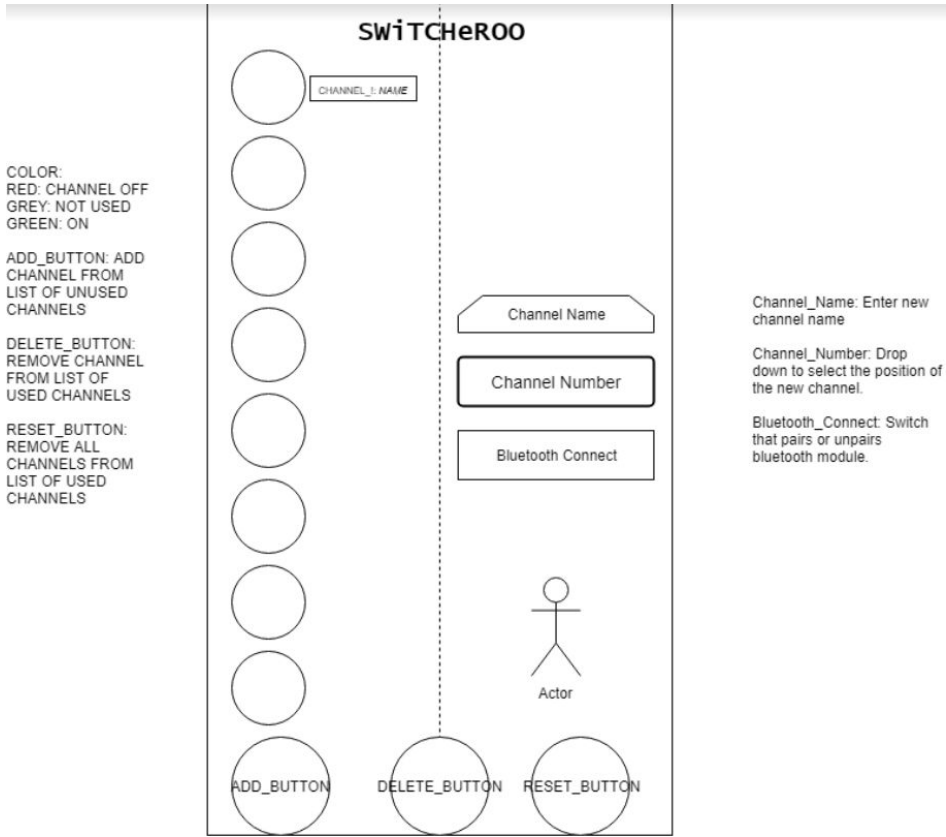 SWiTCHeROO
CHANNEL_!: NAME
COLOR:
RED: CHANNEL OFF
GREY: NOT USED
GREEN: ON
ADD_BUTTON: ADD
CHANNEL FROM
LIST OF UNUSED
CHANNELS
DELETE_BUTTON:
REMOVE CHANNEL
FROM LIST OF
USED CHANNELS
RESET_BUTTON:
REMOVE ALL
CHANNELS FROM
LIST OF USED
CHANNELS
Channel Name
Channel Number
Bluetooth Connect
Channel_Name: Enter new
channel name
Channel_Number: Drop
down to select the position of
the new channel.
Bluetooth_Connect: Switch
that pairs or unpairs
bluetooth module.
Actor
ADD_BUTTON
DELETE_BUTTON
RESET_BUTTON